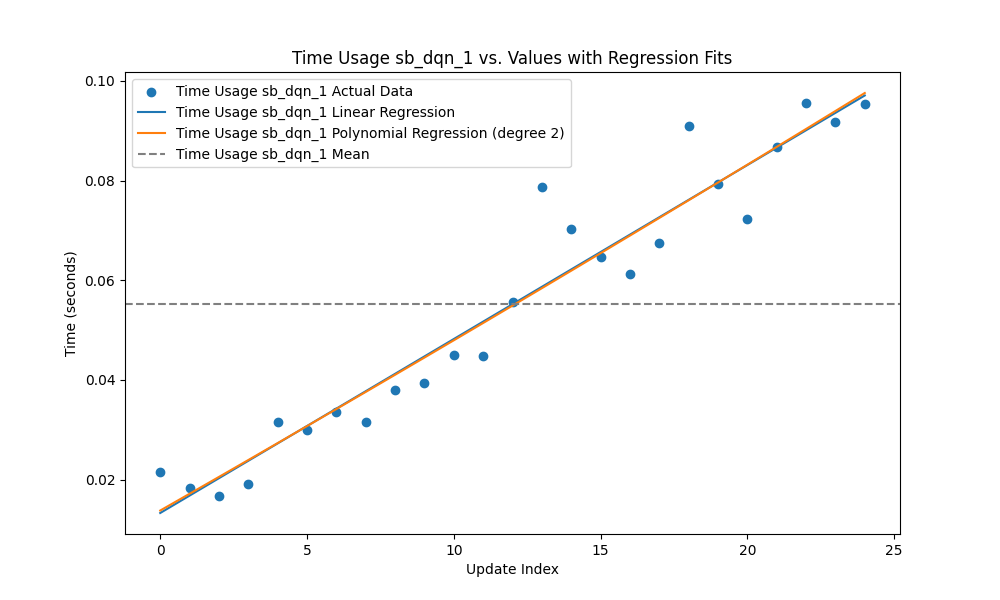 Time Usage sb_dqn_1 vs. Values with Regression Fits
Time Usage sb_dqn_1 Actual Data
Time Usage sb_dqn_1 Linear Regression
Time Usage sb_dqn_1 Polynomial Regression (degree 2)
Time Usage sb_dqn_1 Mean
Time (seconds)
0.10
0.08
0.06
0.04
0.02
0 5 10 15 20 25
Update Index